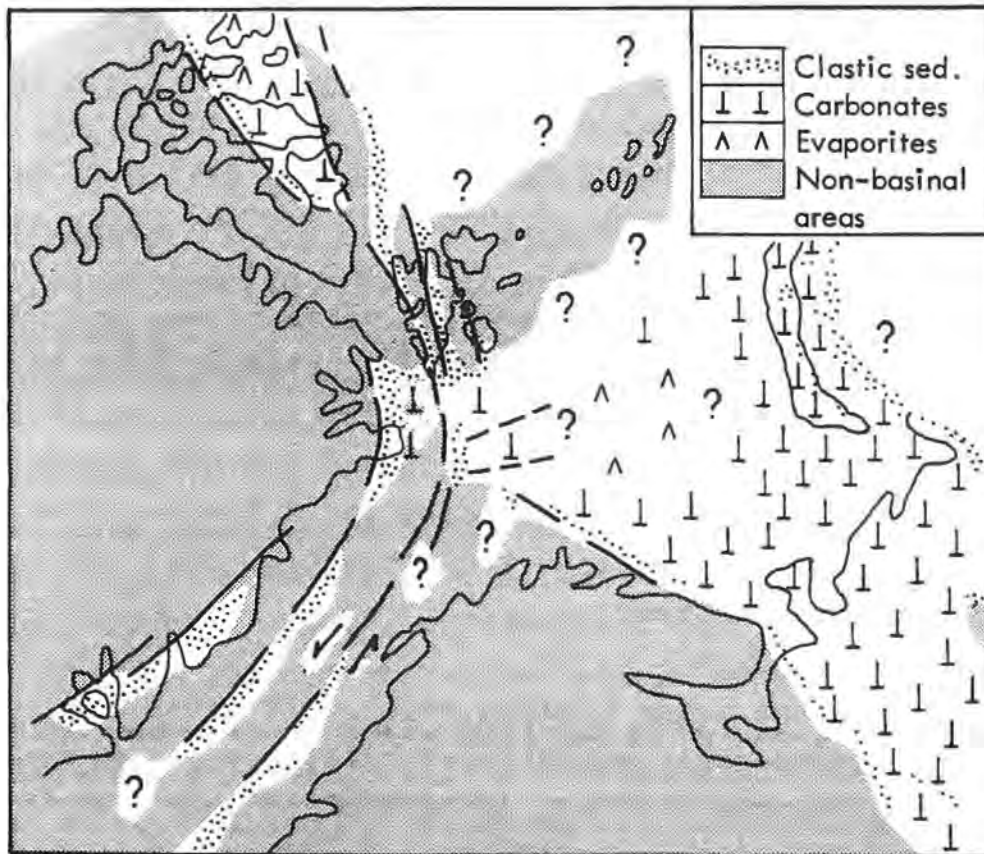 Clastic sed.
Carbonates
Evaporites
Non-basinal
areas
?
?
?
?
?
?
?
?
?
?
?
?